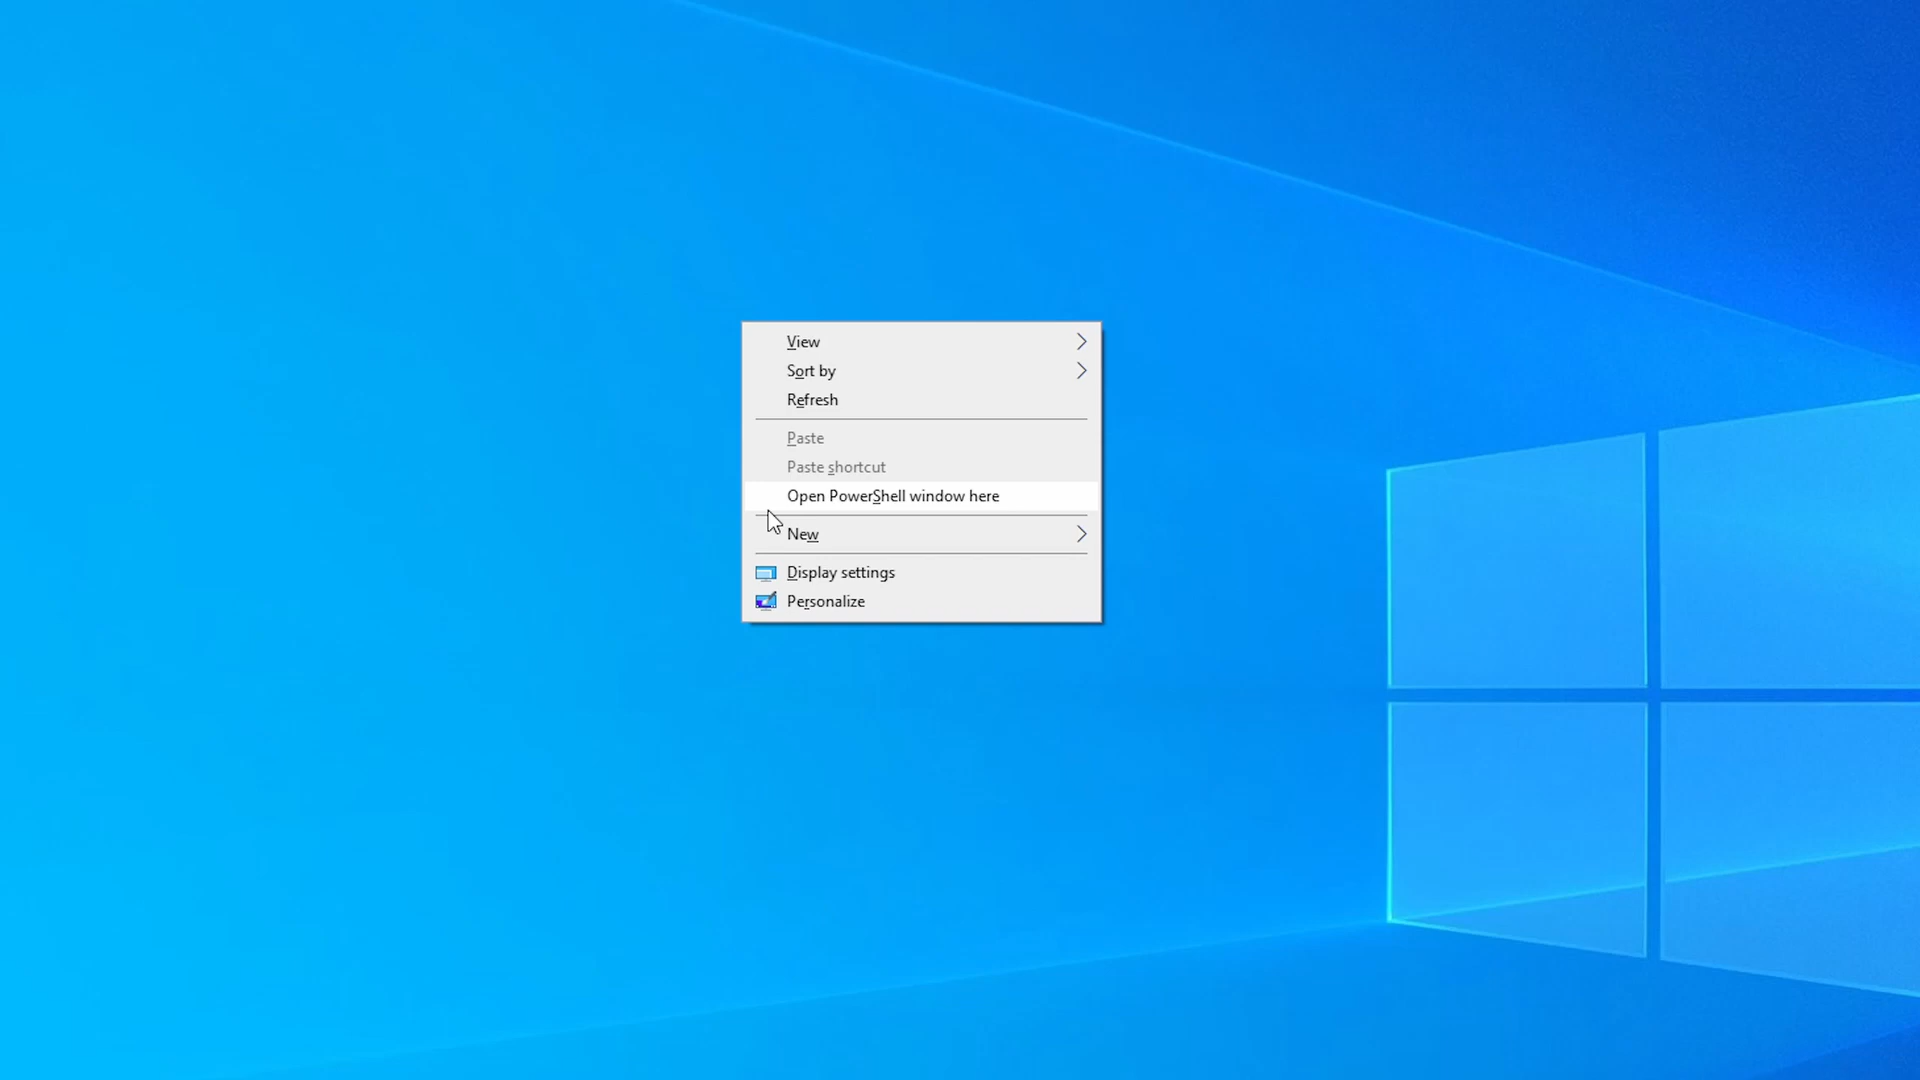 View
Sort by
Refresh
Paste
Paste shortcut
Open PowerShell window here
New
Display settings
Personalize